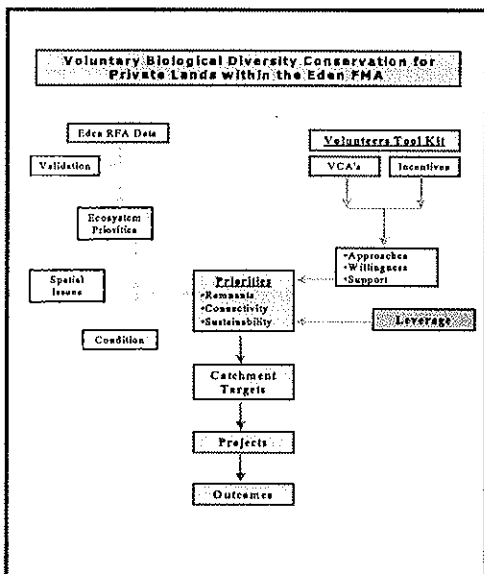 Voluntary Biological Diversity Conservation for
Private Lands within the Eden FMA
Eden RFA Data
Validation
Ecosystem
Priorities
Spatial
Issues
Condition
Volunteers Tool Kit
VCA's
Incentives
•Approaches
•Willingness
•Support
Priorities
•Remnants
•Connectivity
•Sustainability
Leverage
Catchment
Targets
Projects
Outcomes